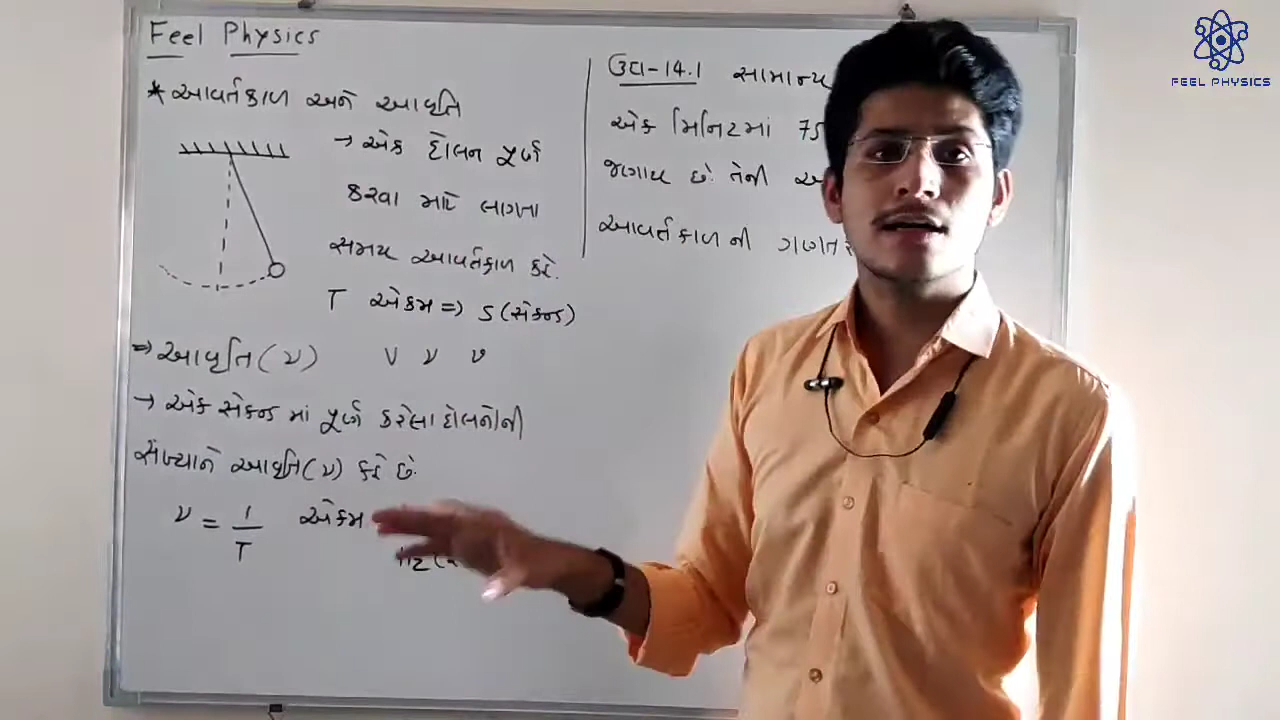 Feel Physics
* આવર્તકાળ અને આવૃતિ
→ એક દોલન પૂર્ણ
કરવા માટે લાગતા
સમય આવર્તકાળ કહે.
T એકમ => s (સેકન્ડ)
=> આવૃતિ (ν) V ν υ
→ એક સેકન્ડ માં પૂર્ણ કરેલા દોલનોની
સંખ્યાને આવૃતિ (ν) કહે છે.
ν = 1/T એકમ
Hz
ઉદા-14.1 સામાન્ય
એક મિનિટમાં 75
જણાય છે. તેની
આવર્તકાળ ની
FEEL PHYSICS